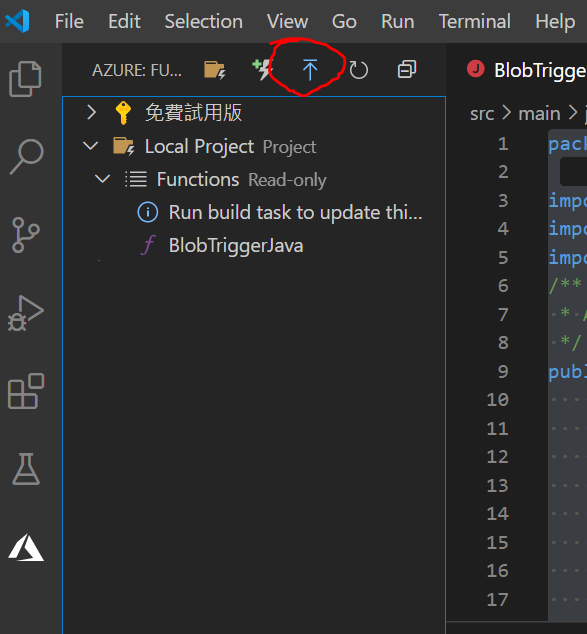 File Edit Selection View Go Run Terminal Help
AZURE: FU...
BlobTrigge
免費試用版
src > main >
Local Project Project
Functions Read-only
Run build task to update thi...
BlobTriggerJava
1 pack
2
3 impo
4 impo
5 impo
6 /**
7 * /
8 */
9 publ
10
11
12
13
14
15
16
17